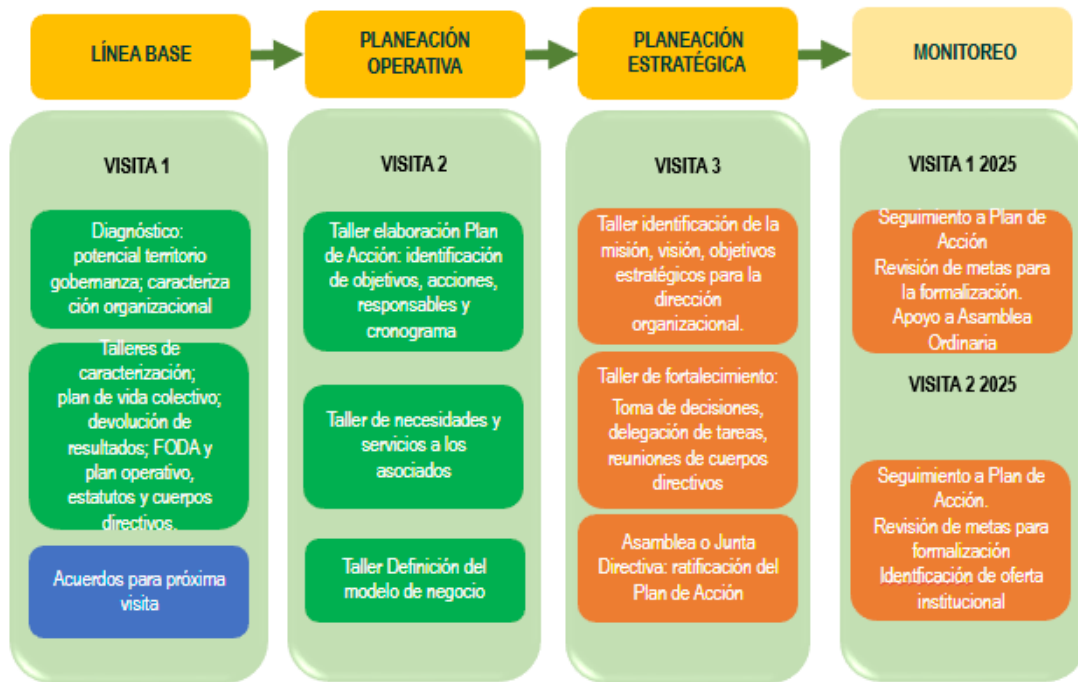 LÍNEA BASE
PLANEACIÓN
OPERATIVA
PLANEACIÓN
ESTRATÉGICA
MONITOREO
VISITA 1
Diagnóstico:
potencial territorio
gobernanza; caracteriza
ción organizacional
Talleres de
caracterización;
plan de vida colectivo;
devolución de
resultados; FODA y
plan operativo,
estatutos y cuerpos
directivos.
Acuerdos para próxima
visita
VISITA 2
Taller elaboración Plan
de Acción: identificación
de objetivos, acciones,
responsables y
cronograma
Taller de necesidades y
servicios a los
asociados
Taller Definición del
modelo de negocio
VISITA 3
Taller identificación de la
misión, visión, objetivos
estratégicos para la
dirección
organizacional.
Taller de fortalecimiento:
Toma de decisiones,
delegación de tareas,
reuniones de cuerpos
directivos
Asamblea o Junta
Directiva: ratificación del
Plan de Acción
VISITA 1 2025
Seguimiento a Plan de
Acción
Revisión de metas para
la formalización.
Apoyo a Asamblea
Ordinaria
VISITA 2 2025
Seguimiento a Plan de
Acción.
Revisión de metas para
formalización
Identificación de oferta
institucional